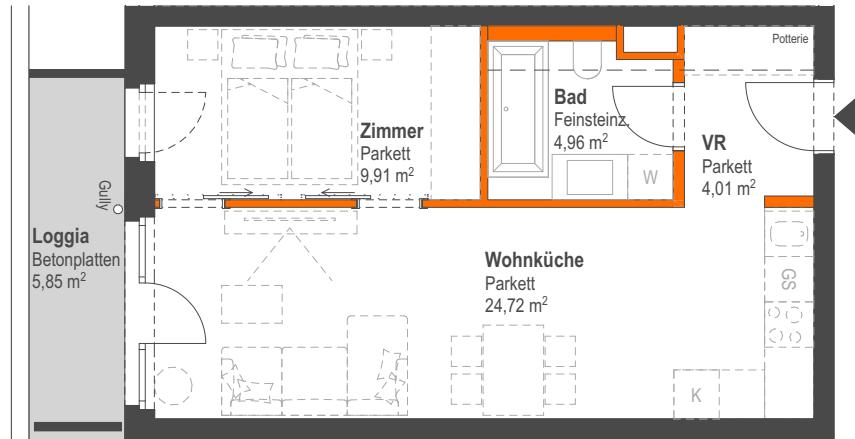 Potterie
Zimmer
Parkett
9,91 m²
Bad
Feinsteinz.
4,96 m²
VR
Parkett
4,01 m²
W
Gully
Loggia
Betonplatten
5,85 m²
Wohnküche
Parkett
24,72 m²
GS
K